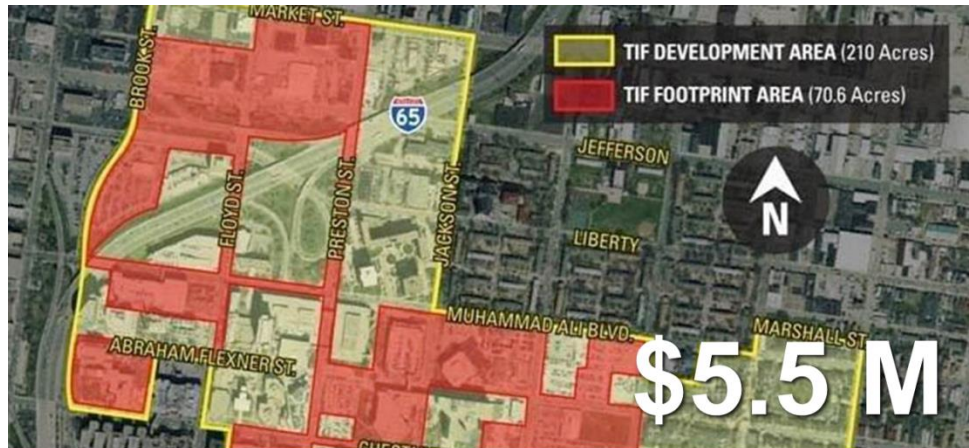 MARKET ST.
BROOK ST.
TIF DEVELOPMENT AREA (210 Acres)
TIF FOOTPRINT AREA (70.6 Acres)
65
JEFFERSON
FLOYD ST.
PRESTON ST.
JACKSON ST.
LIBERTY
N
MUHAMMAD ALI BLVD.
MARSHALL ST.
ABRAHAM FLEXNER ST.
$5.5 M